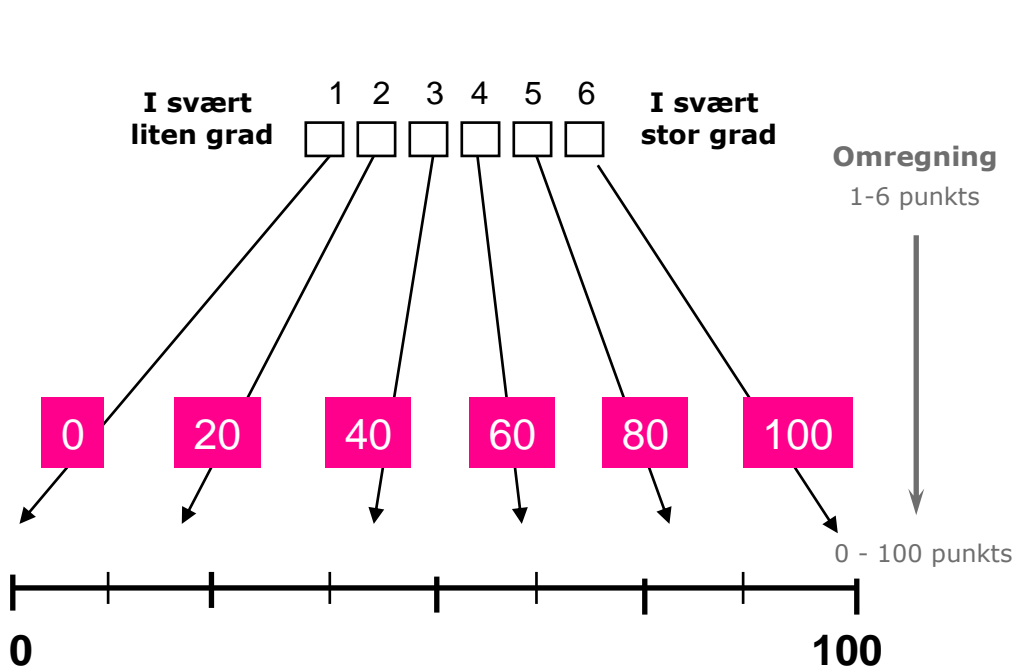 1 2 3 4 5 6
I svært
liten grad
I svært
stor grad
Omregning
1-6 punkts
0 20 40 60 80 100
0 - 100 punkts
0 100